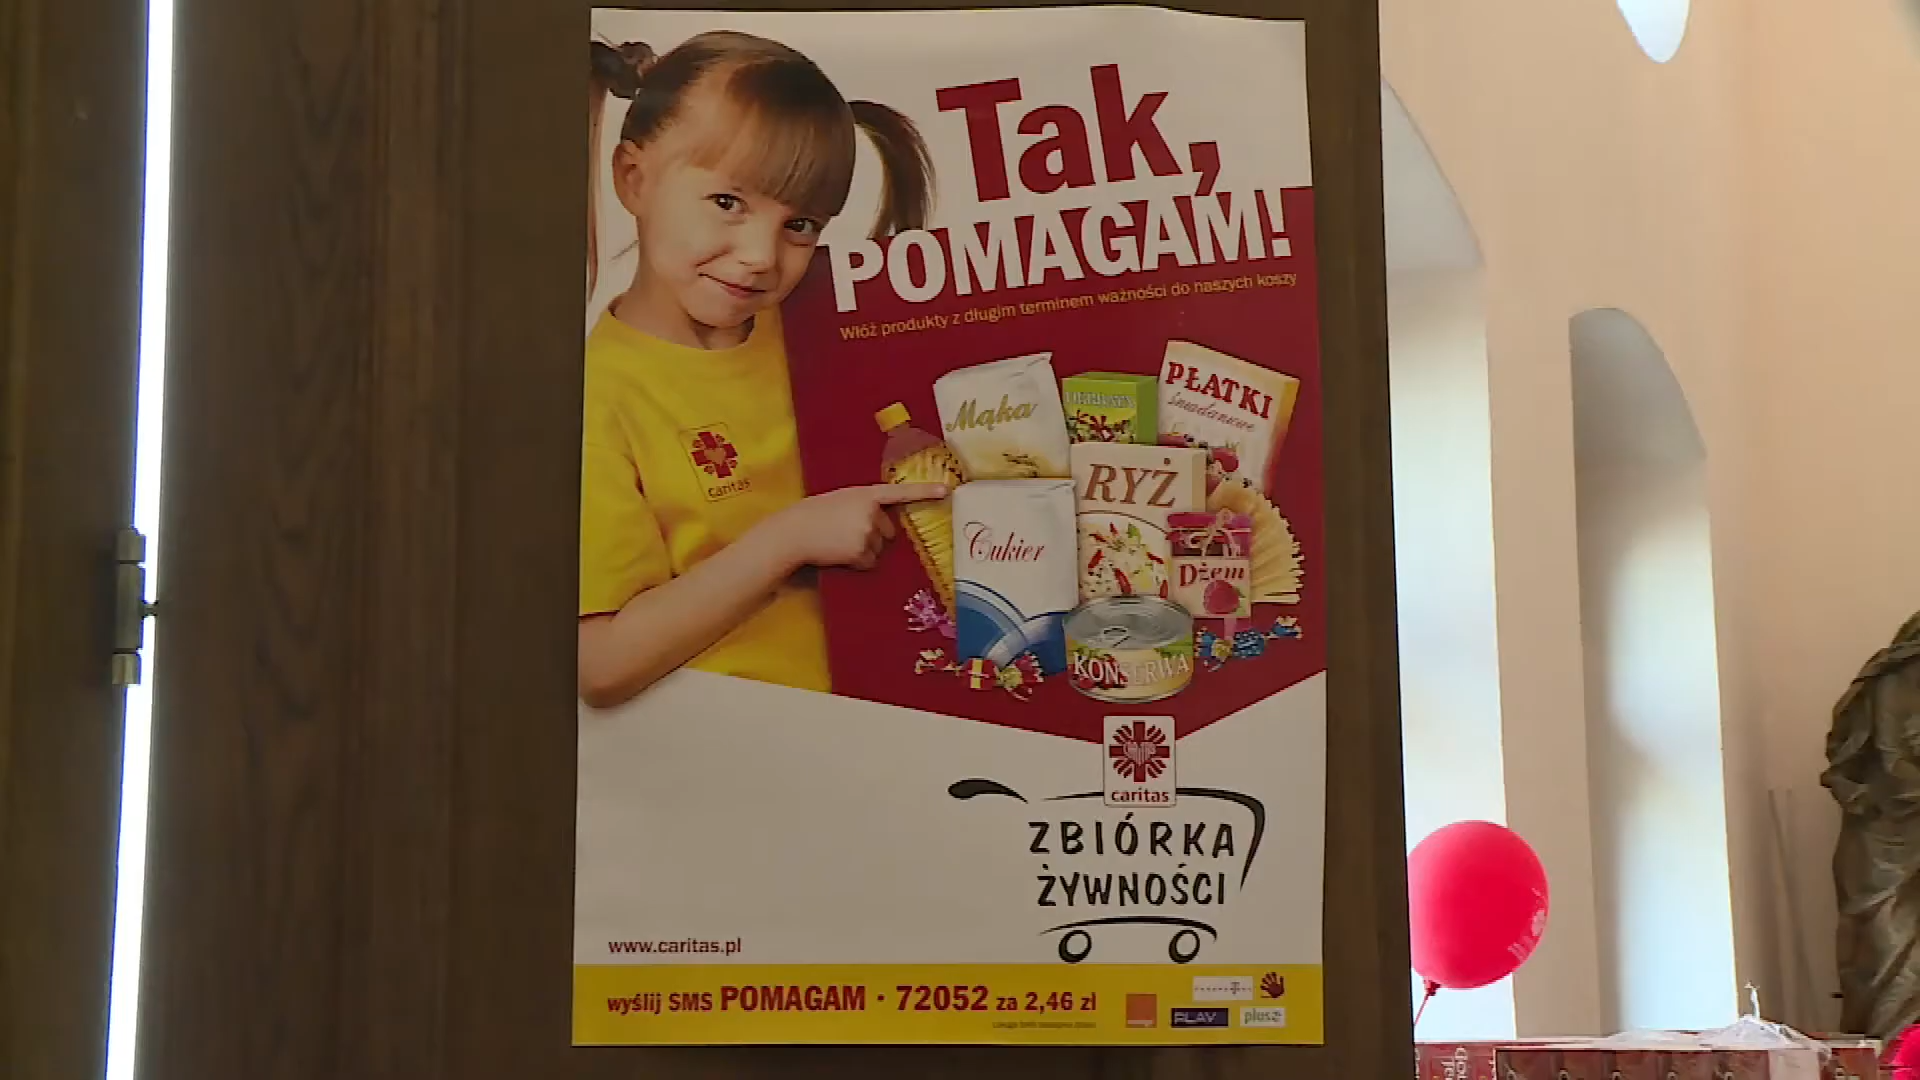 Tak,
POMAGAM!
Włóż produkty z długim terminem ważności do naszych koszy
Mąka
PŁATKI
śniadaniowe
RYŻ
Cukier
Dżem
KONSERWA
caritas
caritas
ZBIÓRKA
ŻYWNOŚCI
www.caritas.pl
wyślij SMS POMAGAM · 72052 za 2,46 zł
T
orange
PLAY
plus